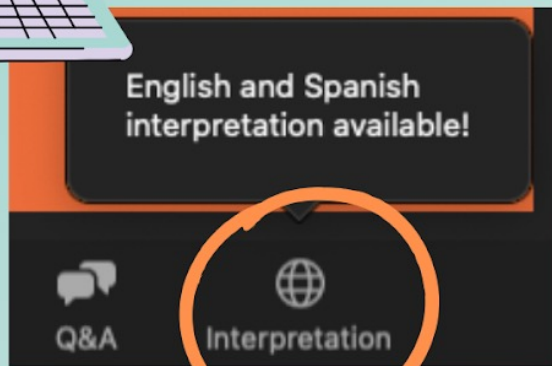 English and Spanish
interpretation available!
Q&A
Interpretation